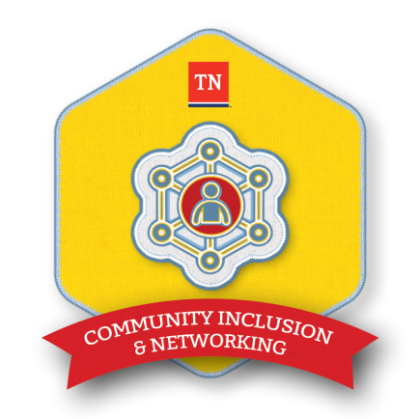 TN
COMMUNITY INCLUSION
& NETWORKING